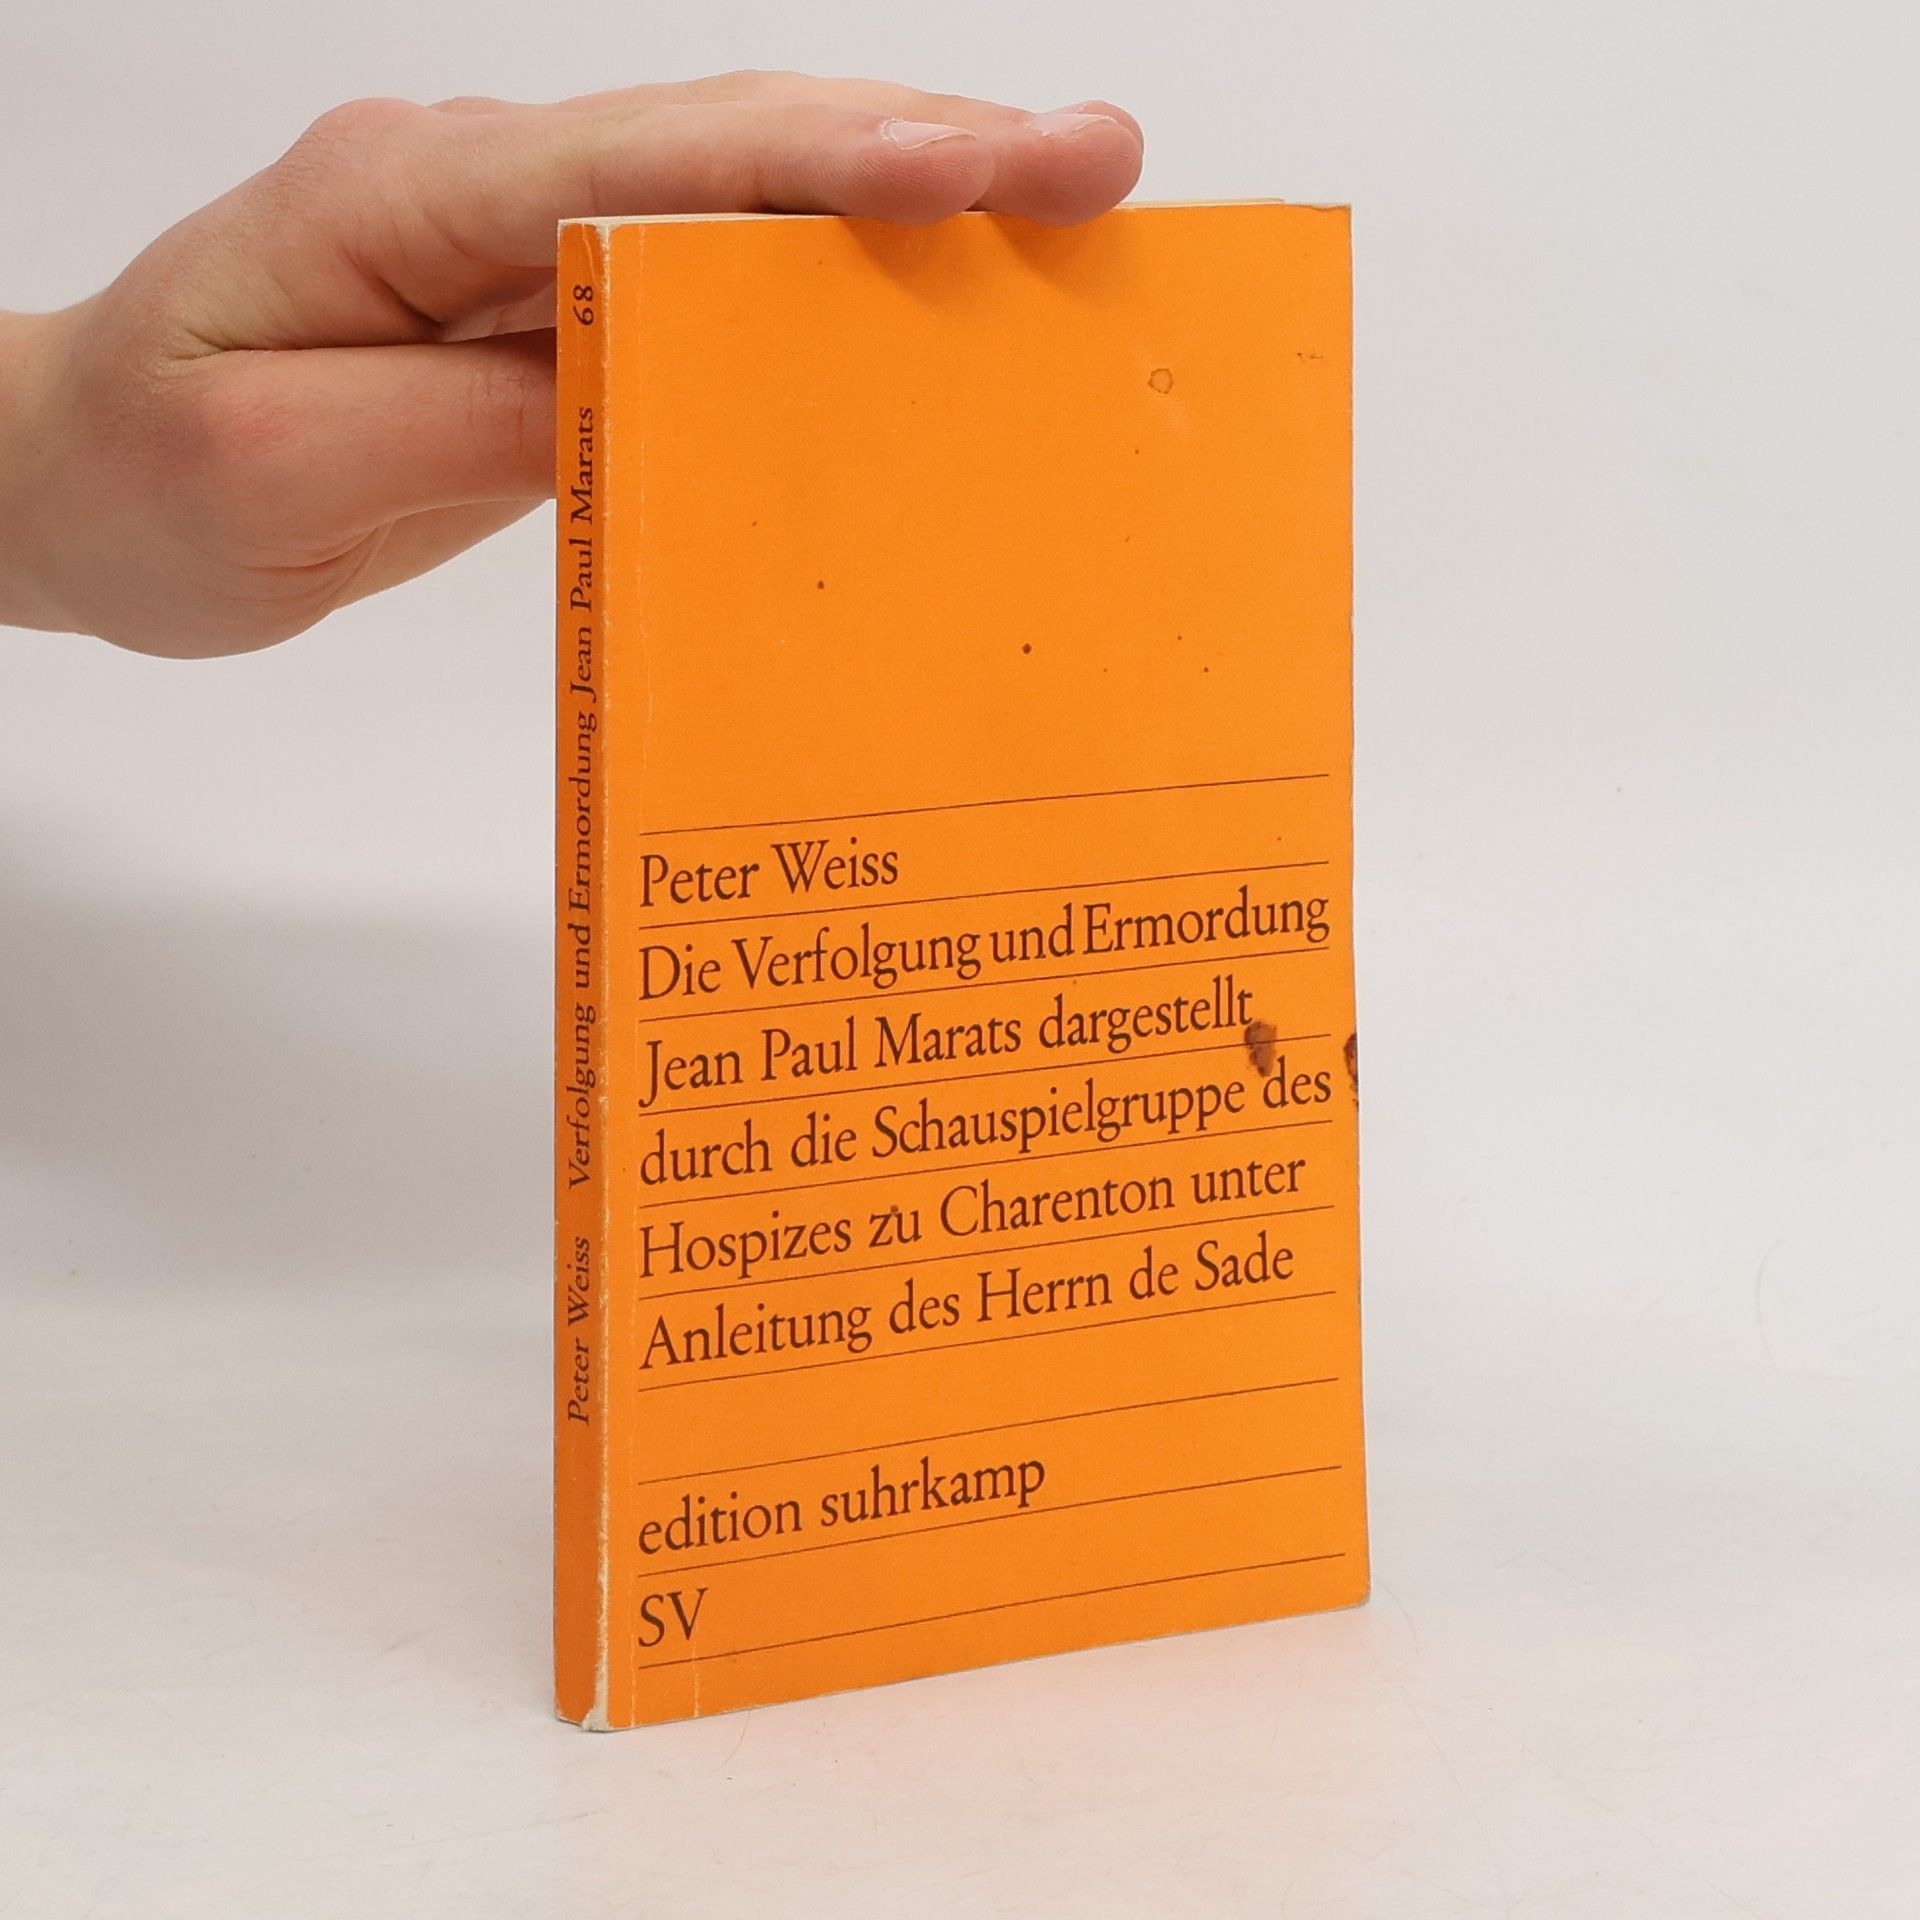 Peter Weiss Verfolgung und Ermordung Jean Paul Marats 68
Peter Weiss
Die Verfolgung und Ermordung
Jean Paul Marats dargestellt
durch die Schauspielgruppe des
Hospizes zu Charenton unter
Anleitung des Herrn de Sade
edition suhrkamp
SV